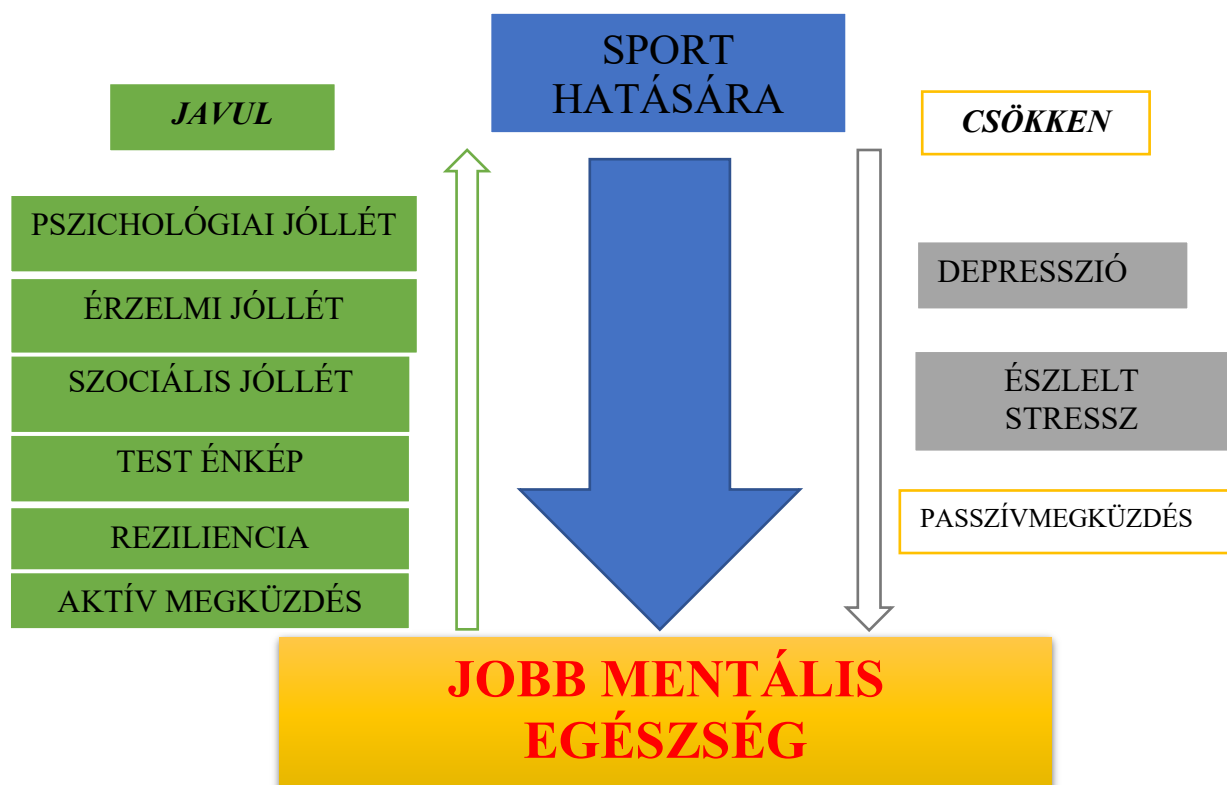 SPORT
HATÁSÁRA
JAVUL
CSÖKKEN
PSZICHOLÓGIAI JÓLLÉT
ÉRZELMI JÓLLÉT
SZOCIÁLIS JÓLLÉT
TEST ÉNKÉP
REZILIENCIA
AKTÍV MEGKÜZDÉS
DEPRESSZIÓ
ÉSZLELT
STRESSZ
PASSZÍVMEGKÜZDÉS
JOBB MENTÁLIS
EGÉSZSÉG